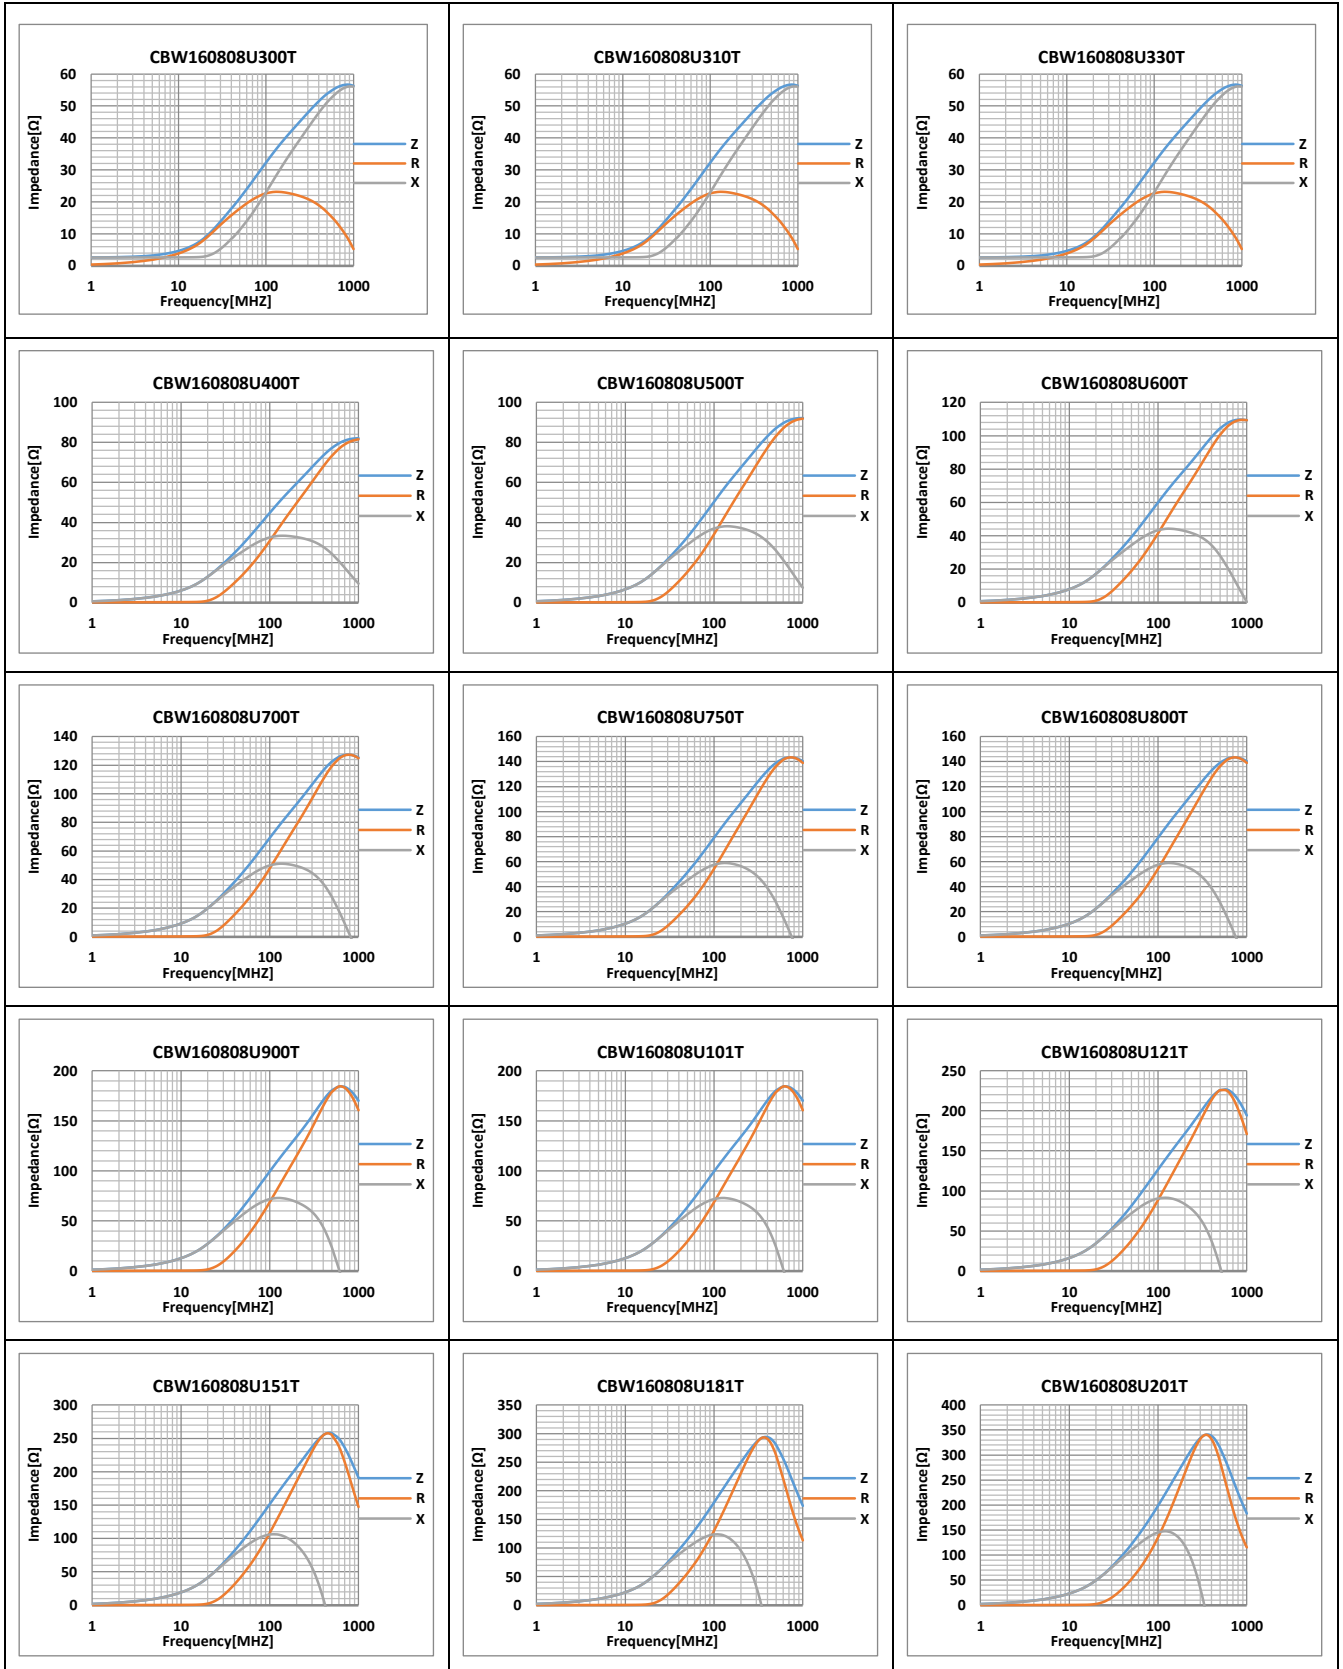 CBW160808U300T
Impedance[Ω]
60
50
40
30
20
10
0
1 10 100 1000
Frequency[MHZ]
Z
R
X
CBW160808U310T
Impedance[Ω]
60
50
40
30
20
10
0
1 10 100 1000
Frequency[MHZ]
Z
R
X
CBW160808U330T
Impedance[Ω]
60
50
40
30
20
10
0
1 10 100 1000
Frequency[MHZ]
Z
R
X
CBW160808U400T
Impedance[Ω]
100
80
60
40
20
0
1 10 100 1000
Frequency[MHZ]
Z
R
X
CBW160808U500T
Impedance[Ω]
100
80
60
40
20
0
1 10 100 1000
Frequency[MHZ]
Z
R
X
CBW160808U600T
Impedance[Ω]
120
100
80
60
40
20
0
1 10 100 1000
Frequency[MHZ]
Z
R
X
CBW160808U700T
Impedance[Ω]
140
120
100
80
60
40
20
0
1 10 100 1000
Frequency[MHZ]
Z
R
X
CBW160808U750T
Impedance[Ω]
160
140
120
100
80
60
40
20
0
1 10 100 1000
Frequency[MHZ]
Z
R
X
CBW160808U800T
Impedance[Ω]
160
140
120
100
80
60
40
20
0
1 10 100 1000
Frequency[MHZ]
Z
R
X
CBW160808U900T
Impedance[Ω]
200
150
100
50
0
1 10 100 1000
Frequency[MHZ]
Z
R
X
CBW160808U101T
Impedance[Ω]
200
150
100
50
0
1 10 100 1000
Frequency[MHZ]
Z
R
X
CBW160808U121T
Impedance[Ω]
250
200
150
100
50
0
1 10 100 1000
Frequency[MHZ]
Z
R
X
CBW160808U151T
Impedance[Ω]
300
250
200
150
100
50
0
1 10 100 1000
Frequency[MHZ]
Z
R
X
CBW160808U181T
Impedance[Ω]
350
300
250
200
150
100
50
0
1 10 100 1000
Frequency[MHZ]
Z
R
X
CBW160808U201T
Impedance[Ω]
400
350
300
250
200
150
100
50
0
1 10 100 1000
Frequency[MHZ]
Z
R
X